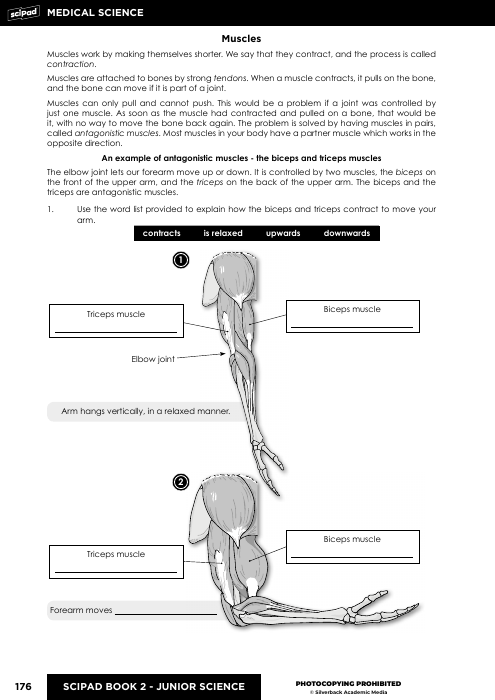 scipad MEDICAL SCIENCE
Muscles
Muscles work by making themselves shorter. We say that they contract, and the process is called
contraction.
Muscles are attached to bones by strong tendons. When a muscle contracts, it pulls on the bone,
and the bone can move if it is part of a joint.
Muscles can only pull and cannot push. This would be a problem if a joint was controlled by
just one muscle. As soon as the muscle had contracted and pulled on a bone, that would be
it, with no way to move the bone back again. The problem is solved by having muscles in pairs,
called antagonistic muscles. Most muscles in your body have a partner muscle which works in the
opposite direction.
An example of antagonistic muscles - the biceps and triceps muscles
The elbow joint lets our forearm move up or down. It is controlled by two muscles, the biceps on
the front of the upper arm, and the triceps on the back of the upper arm. The biceps and the
triceps are antagonistic muscles.
1. Use the word list provided to explain how the biceps and triceps contract to move your
arm.
contracts is relaxed upwards downwards
1
Triceps muscle
Biceps muscle
Elbow joint
Arm hangs vertically, in a relaxed manner.
2
Triceps muscle
Biceps muscle
Forearm moves
176 SCIPAD BOOK 2 - JUNIOR SCIENCE
PHOTOCOPYING PROHIBITED
© Silverback Academic Media